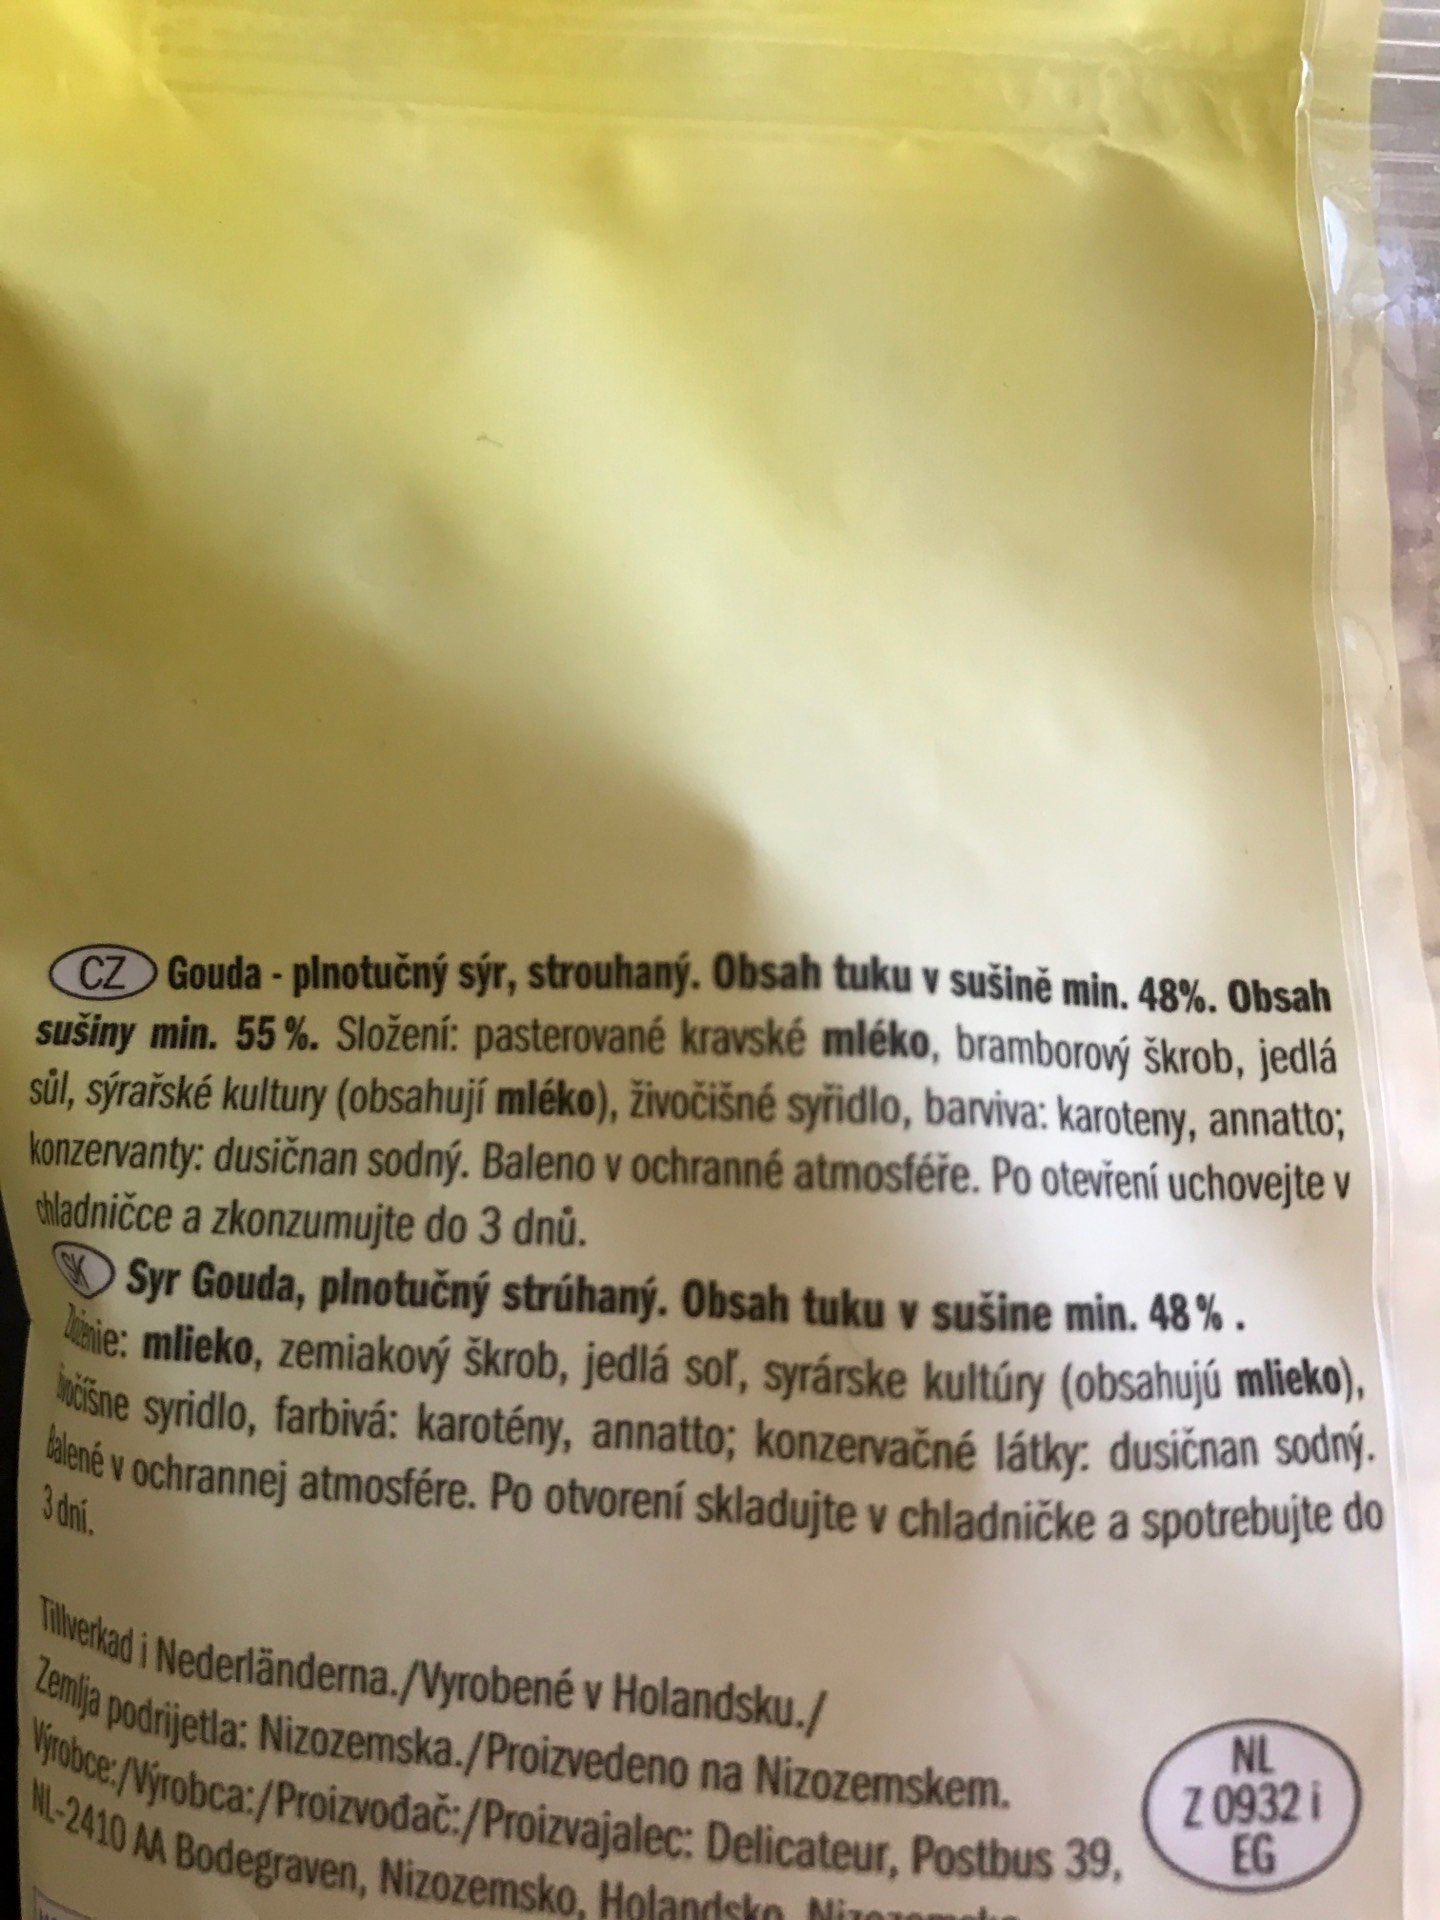 CZ Gouda - plnotučný sýr, strouhaný. Obsah tuku v sušině min. 48%. Obsah
sušiny min. 55 %. Složení: pasterované kravské mléko, bramborový škrob, jedlá
sůl, sýrařské kultury (obsahují mléko), živočišné syřidlo, barviva: karoteny, annatto;
konzervanty: dusičnan sodný. Baleno v ochranné atmosféře. Po otevření uchovejte v
chladničce a zkonzumujte do 3 dnů.
SK Syr Gouda, plnotučný strúhaný. Obsah tuku v sušine min. 48 % .
Zloženie: mlieko, zemiakový škrob, jedlá soľ, syrárske kultúry (obsahujú mlieko),
živočíšne syridlo, farbivá: karotény, annatto; konzervačné látky: dusičnan sodný.
Balené v ochrannej atmosfére. Po otvorení skladujte v chladničke a spotrebujte do
3 dní.
Tillverkad i Nederländerna./Vyrobené v Holandsku./
Zemlja podrijetla: Nizozemska./Proizvedeno na Nizozemskem.
Výrobce:/Výrobca:/Proizvođač:/Proizvajalec: Delicateur, Postbus 39,
NL-2410 AA Bodegraven, Nizozemsko, Holandsko, Nizozemska
NL
Z 0932 i
EG